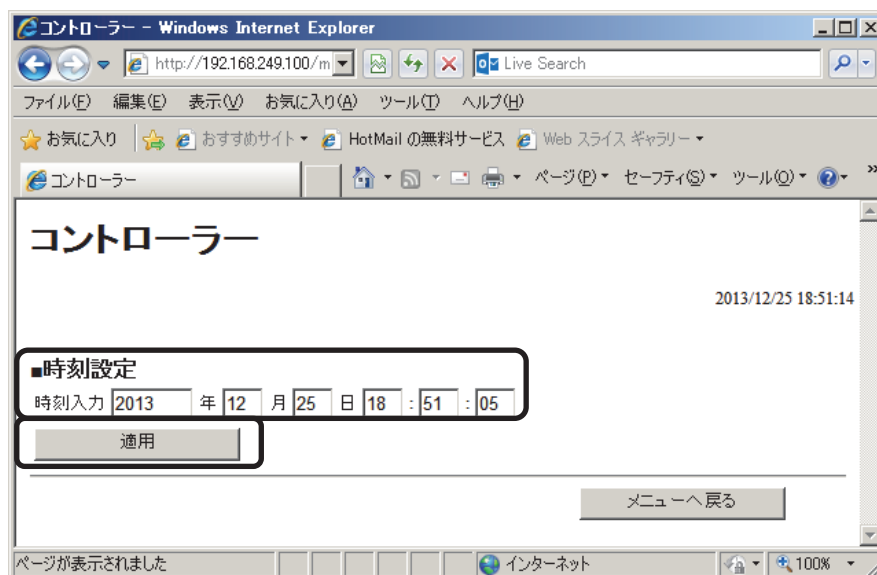 コントローラー - Windows Internet Explorer
http://192.168.249.100/m
Live Search
ファイル(F) 編集(E) 表示(V) お気に入り(A) ツール(T) ヘルプ(H)
お気に入り おすすめサイト HotMail の無料サービス Web スライス ギャラリー
コントローラー ページ(P) セーフティ(S) ツール(O) »
コントローラー
2013/12/25 18:51:14
■時刻設定
時刻入力 2013 年 12 月 25 日 18 : 51 : 05
適用
メニューへ戻る
ページが表示されました インターネット 100%